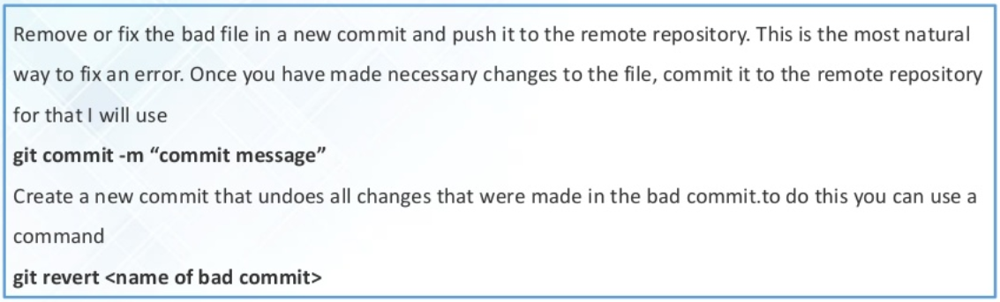 Remove or fix the bad file in a new commit and push it to the remote repository. This is the most natural
way to fix an error. Once you have made necessary changes to the file, commit it to the remote repository
for that I will use
git commit -m “commit message”
Create a new commit that undoes all changes that were made in the bad commit.to do this you can use a
command
git revert <name of bad commit>